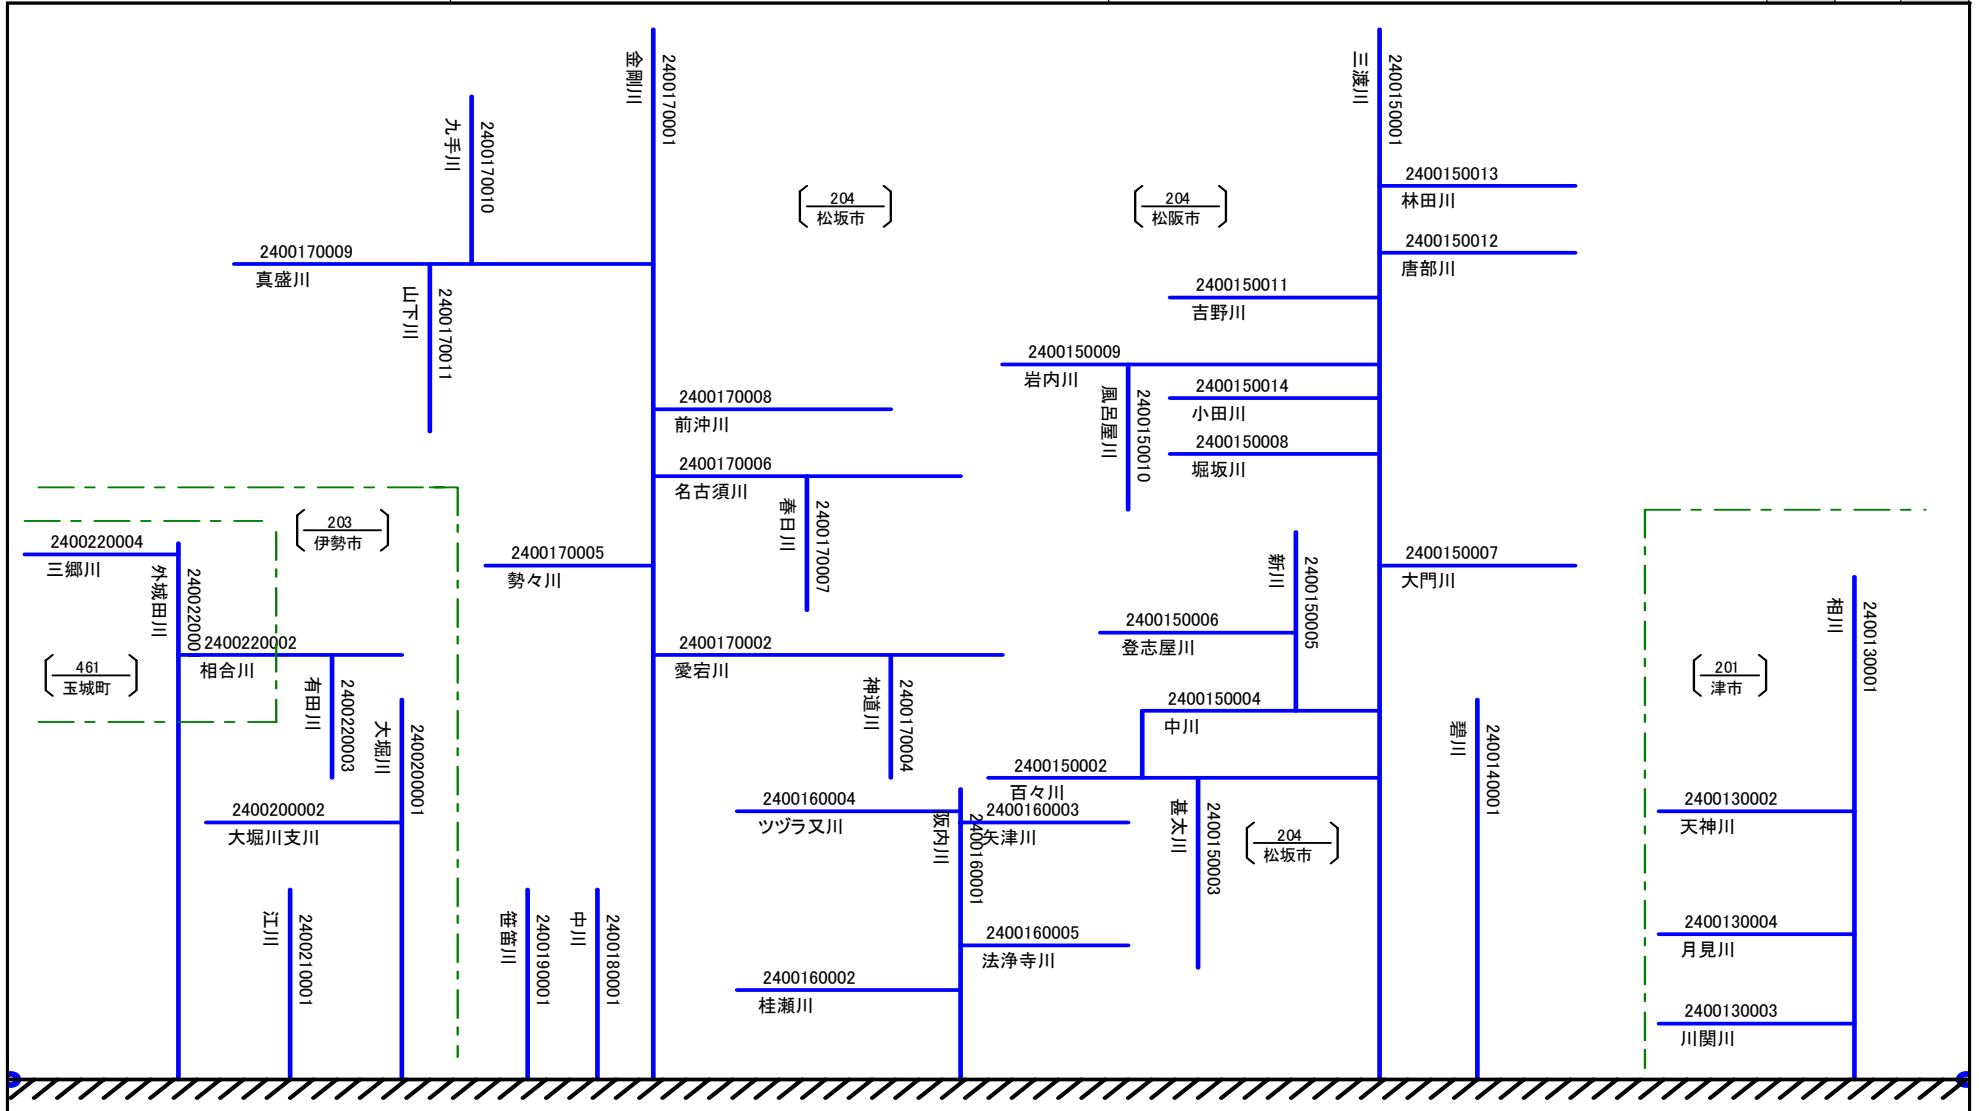 金剛川
2400170001
三渡川
2400150001
九手川
2400170010
2400150013
林田川
204
松坂市
204
松阪市
2400150012
唐部川
2400170009
真盛川
山下川
2400170011
2400150011
吉野川
2400150009
岩内川
風呂屋川
2400150010
2400150014
小田川
2400170008
前沖川
2400150008
堀坂川
2400170006
名古須川
春日川
2400170007
203
伊勢市
2400220004
三郷川
外城田川
240022000
2400170005
勢々川
新川
2400150005
2400150007
大門川
相川
2400130001
2400150006
登志屋川
2400220002
相合川
有田川
2400220003
461
玉城町
2400170002
愛宕川
神道川
2400170004
201
津市
2400150004
中川
大堀川
2400200001
碧川
2400140001
2400150002
百々川
甚太川
2400150003
2400200002
大堀川支川
2400160004
ツヅラ又川
阪内川
2400160001
2400160003
矢津川
204
松坂市
2400130002
天神川
江川
2400210001
笹笛川
2400190001
中川
2400180001
2400160005
法浄寺川
2400130004
月見川
2400160002
桂瀬川
2400130003
川関川